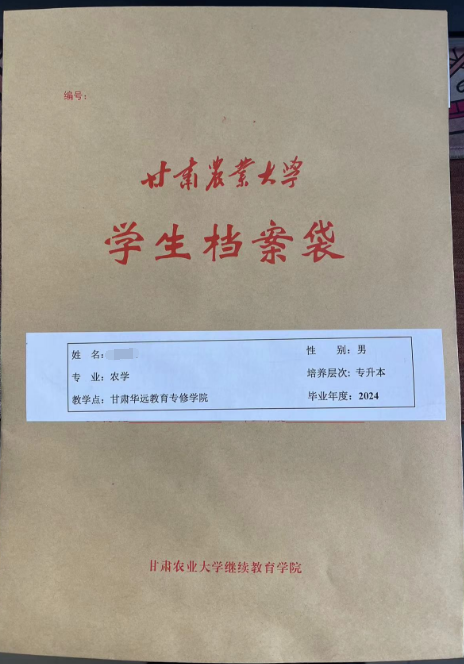 编号：
甘肃农業大学
学生档案袋
姓 名： 性 别：男
专 业：农学 培养层次：专升本
教学点：甘肃华远教育专修学院 毕业年度：2024
甘肃农业大学继续教育学院